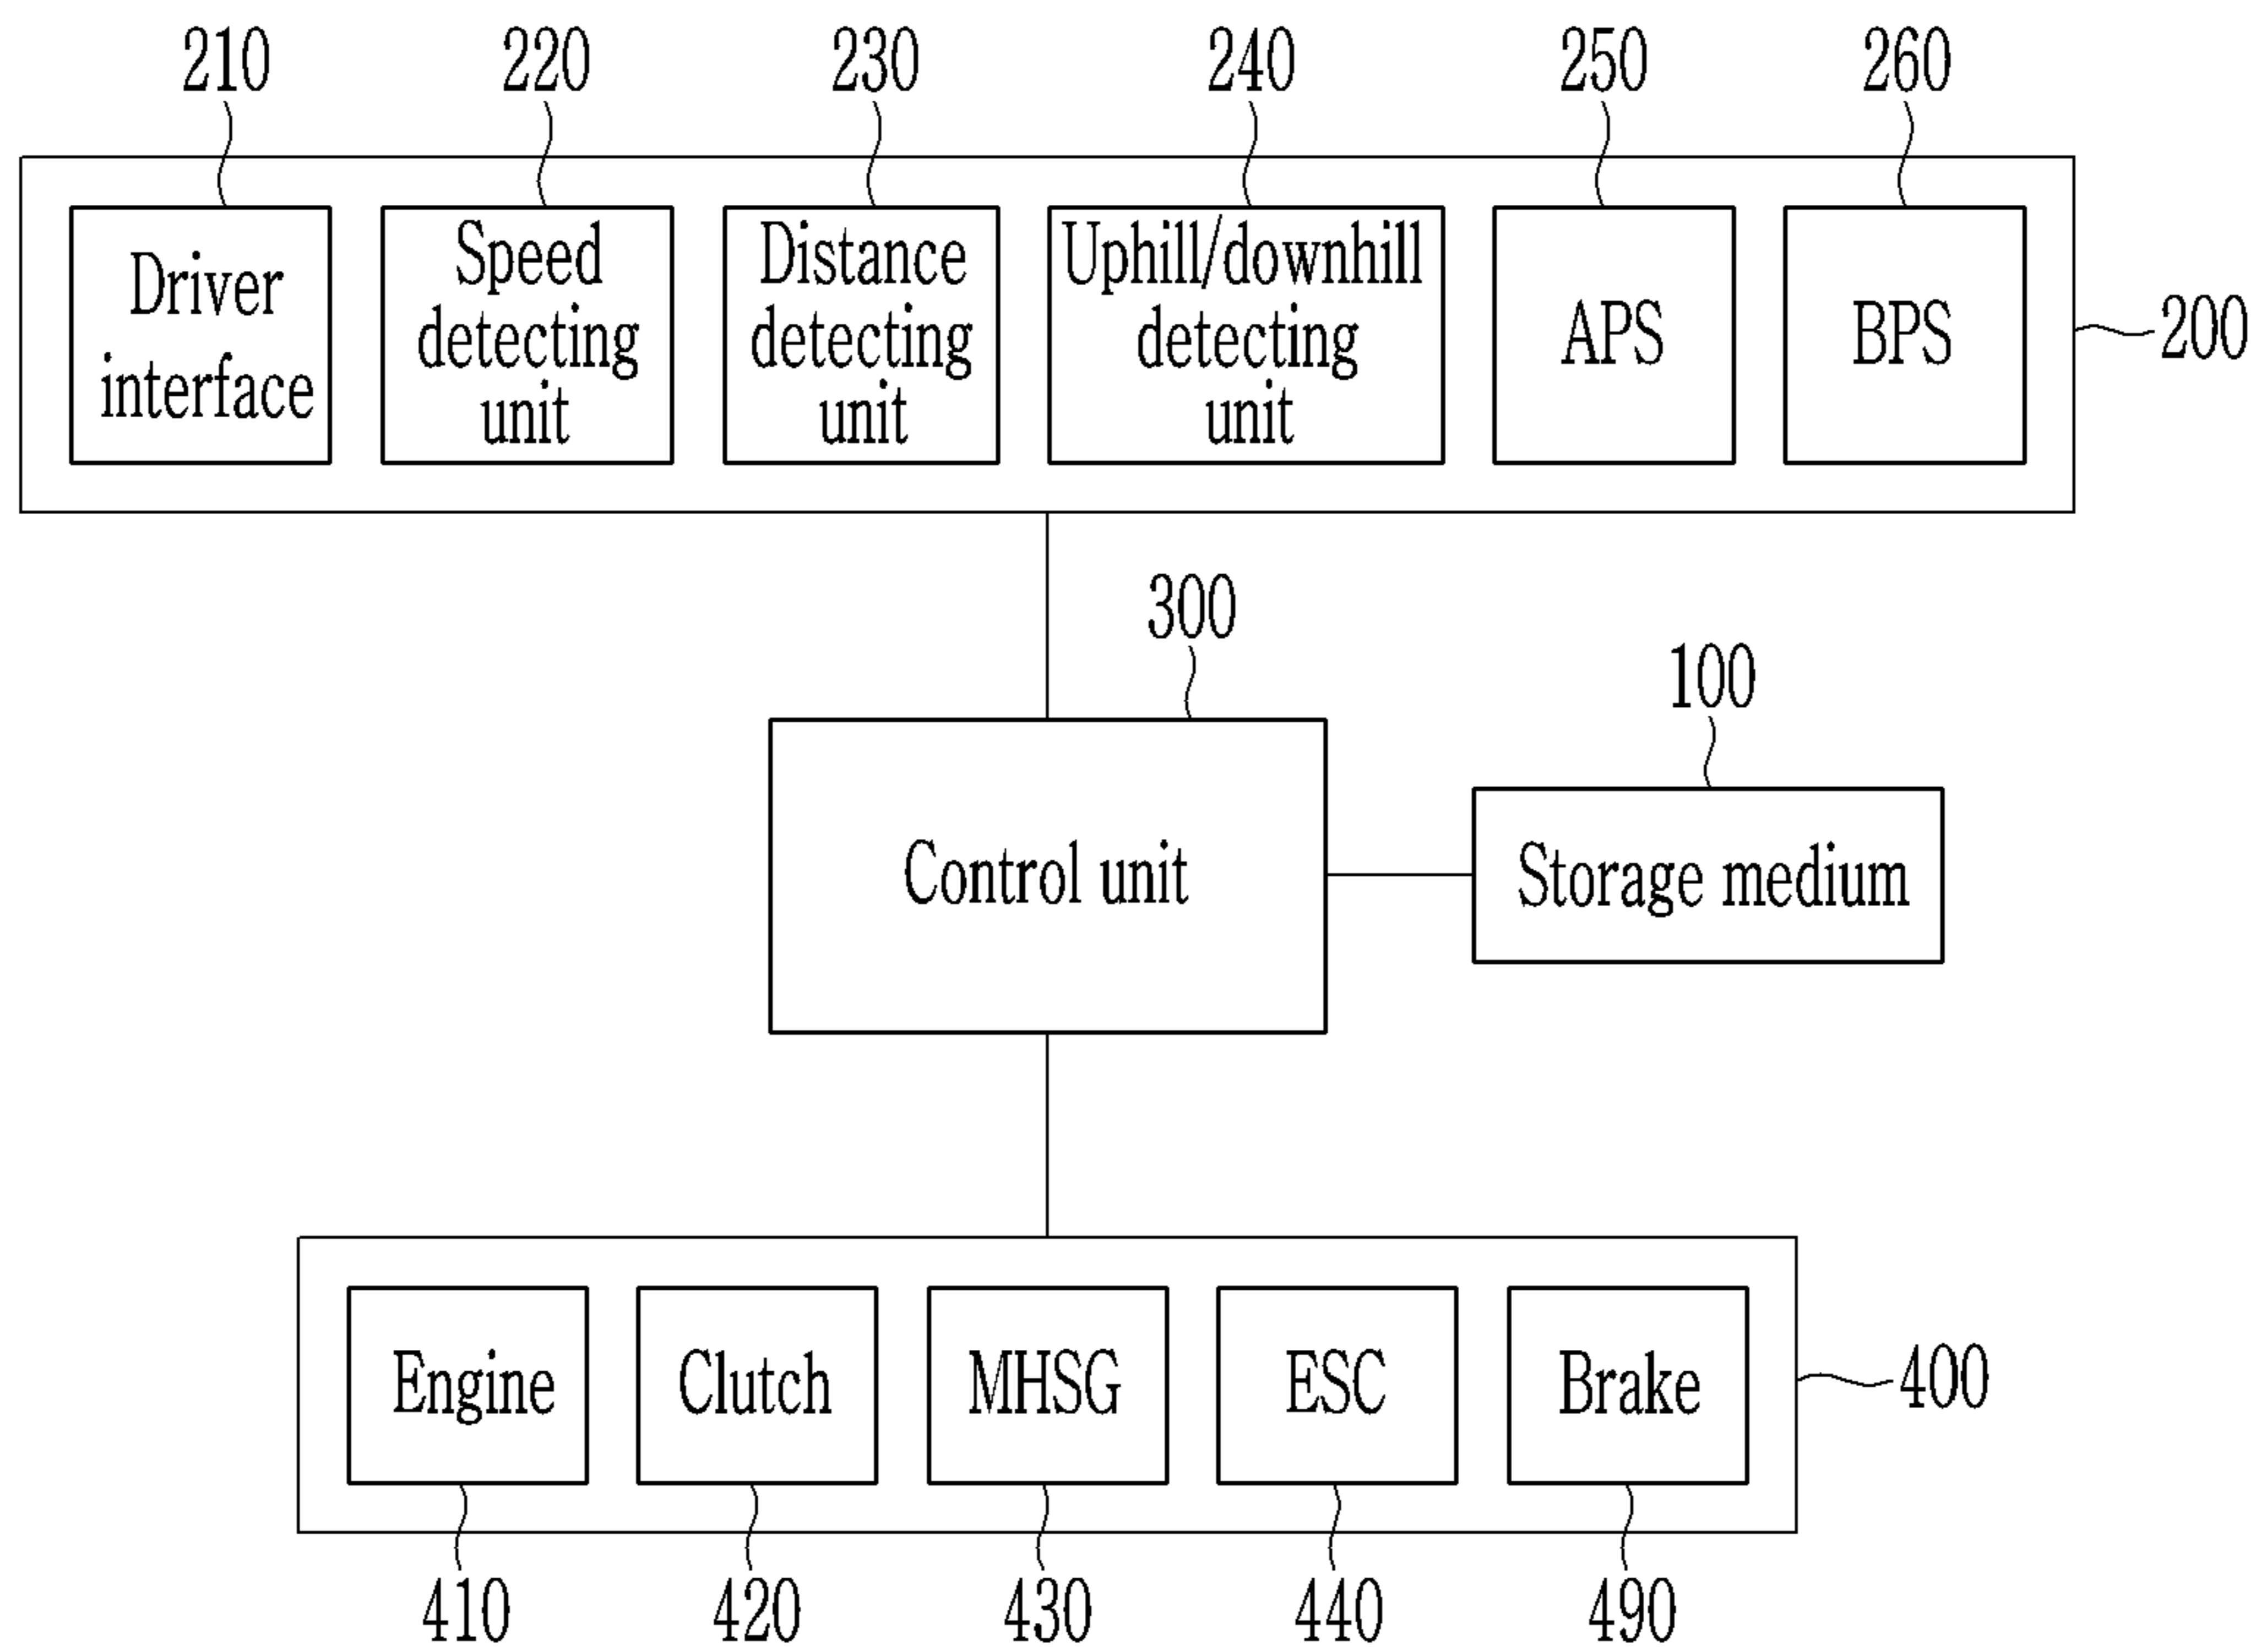 210
220
230
240
250
260
Driver
interface
Speed
detecting
unit
Distance
detecting
unit
Uphill/downhill
detecting
unit
APS
BPS
200
300
100
Control unit
Storage medium
Engine
Clutch
MHSG
ESC
Brake
400
410
420
430
440
490